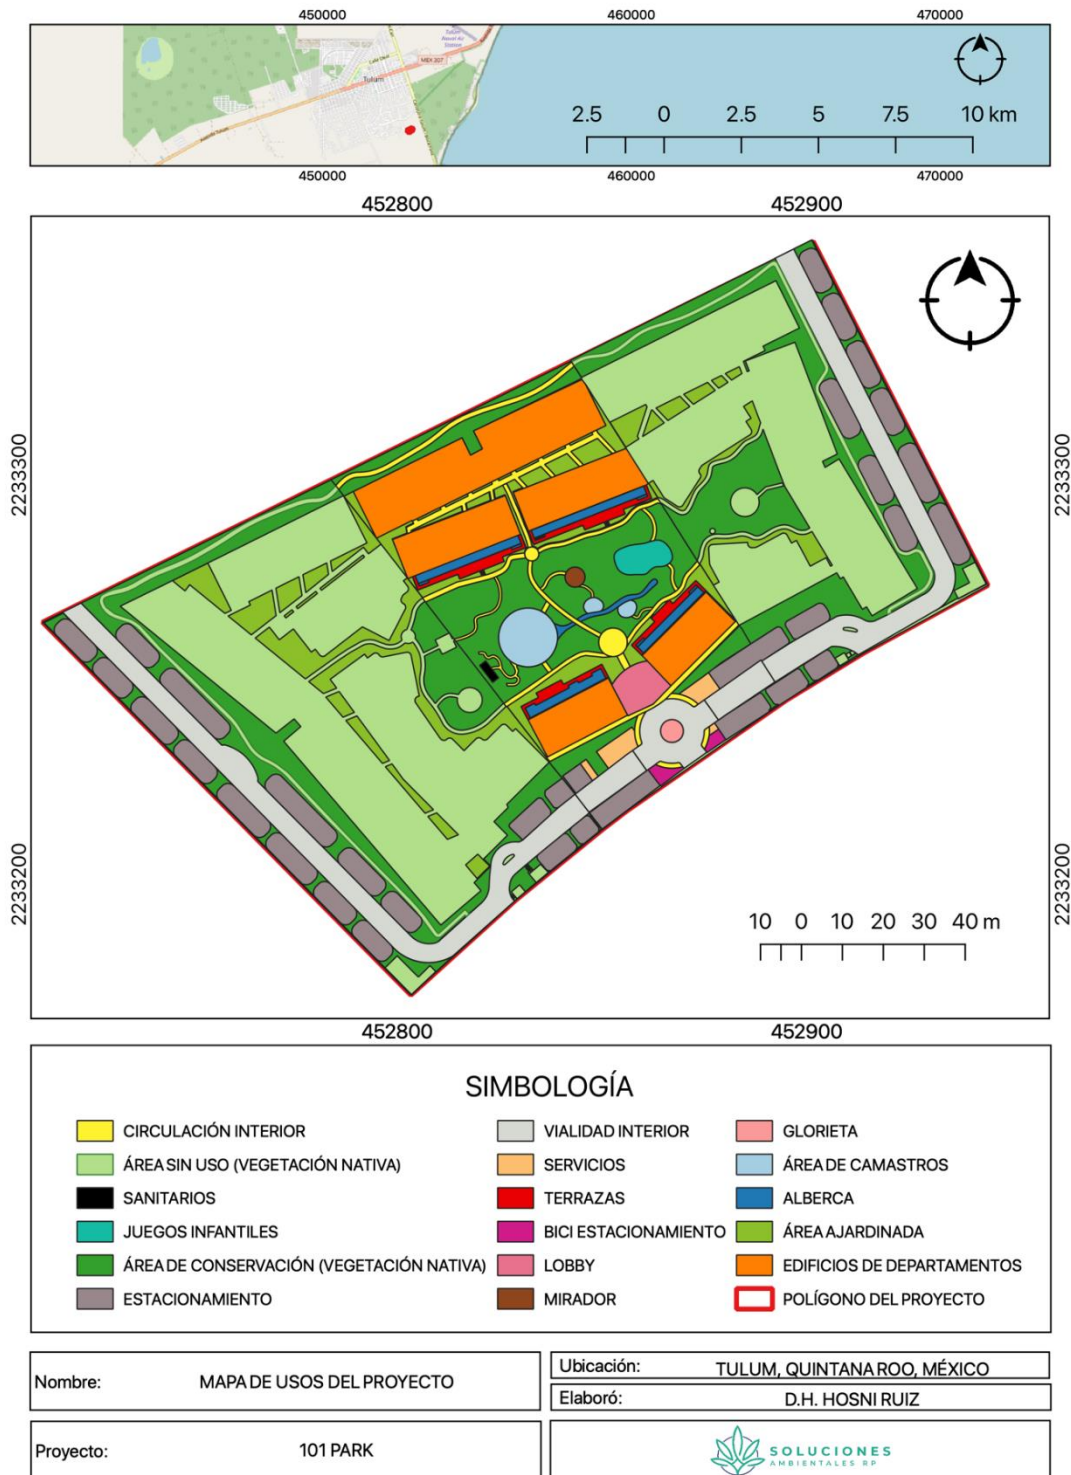 450000 460000 470000
Tulum
MEX 307
Tulum
2.5 0 2.5 5 7.5 10 km
450000 460000 470000
452800 452900
2233300 2233300
2233200 2233200
10 0 10 20 30 40 m
452800 452900
SIMBOLOGÍA
CIRCULACIÓN INTERIOR
ÁREA SIN USO (VEGETACIÓN NATIVA)
SANITARIOS
JUEGOS INFANTILES
ÁREA DE CONSERVACIÓN (VEGETACIÓN NATIVA)
ESTACIONAMIENTO
VIALIDAD INTERIOR
SERVICIOS
TERRAZAS
BICI ESTACIONAMIENTO
LOBBY
MIRADOR
GLORIETA
ÁREA DE CAMASTROS
ALBERCA
ÁREA AJARDINADA
EDIFICIOS DE DEPARTAMENTOS
POLÍGONO DEL PROYECTO
Nombre: MAPA DE USOS DEL PROYECTO
Ubicación: TULUM, QUINTANA ROO, MÉXICO
Elaboró: D.H. HOSNI RUIZ
Proyecto: 101 PARK
SOLUCIONES
AMBIENTALES RP